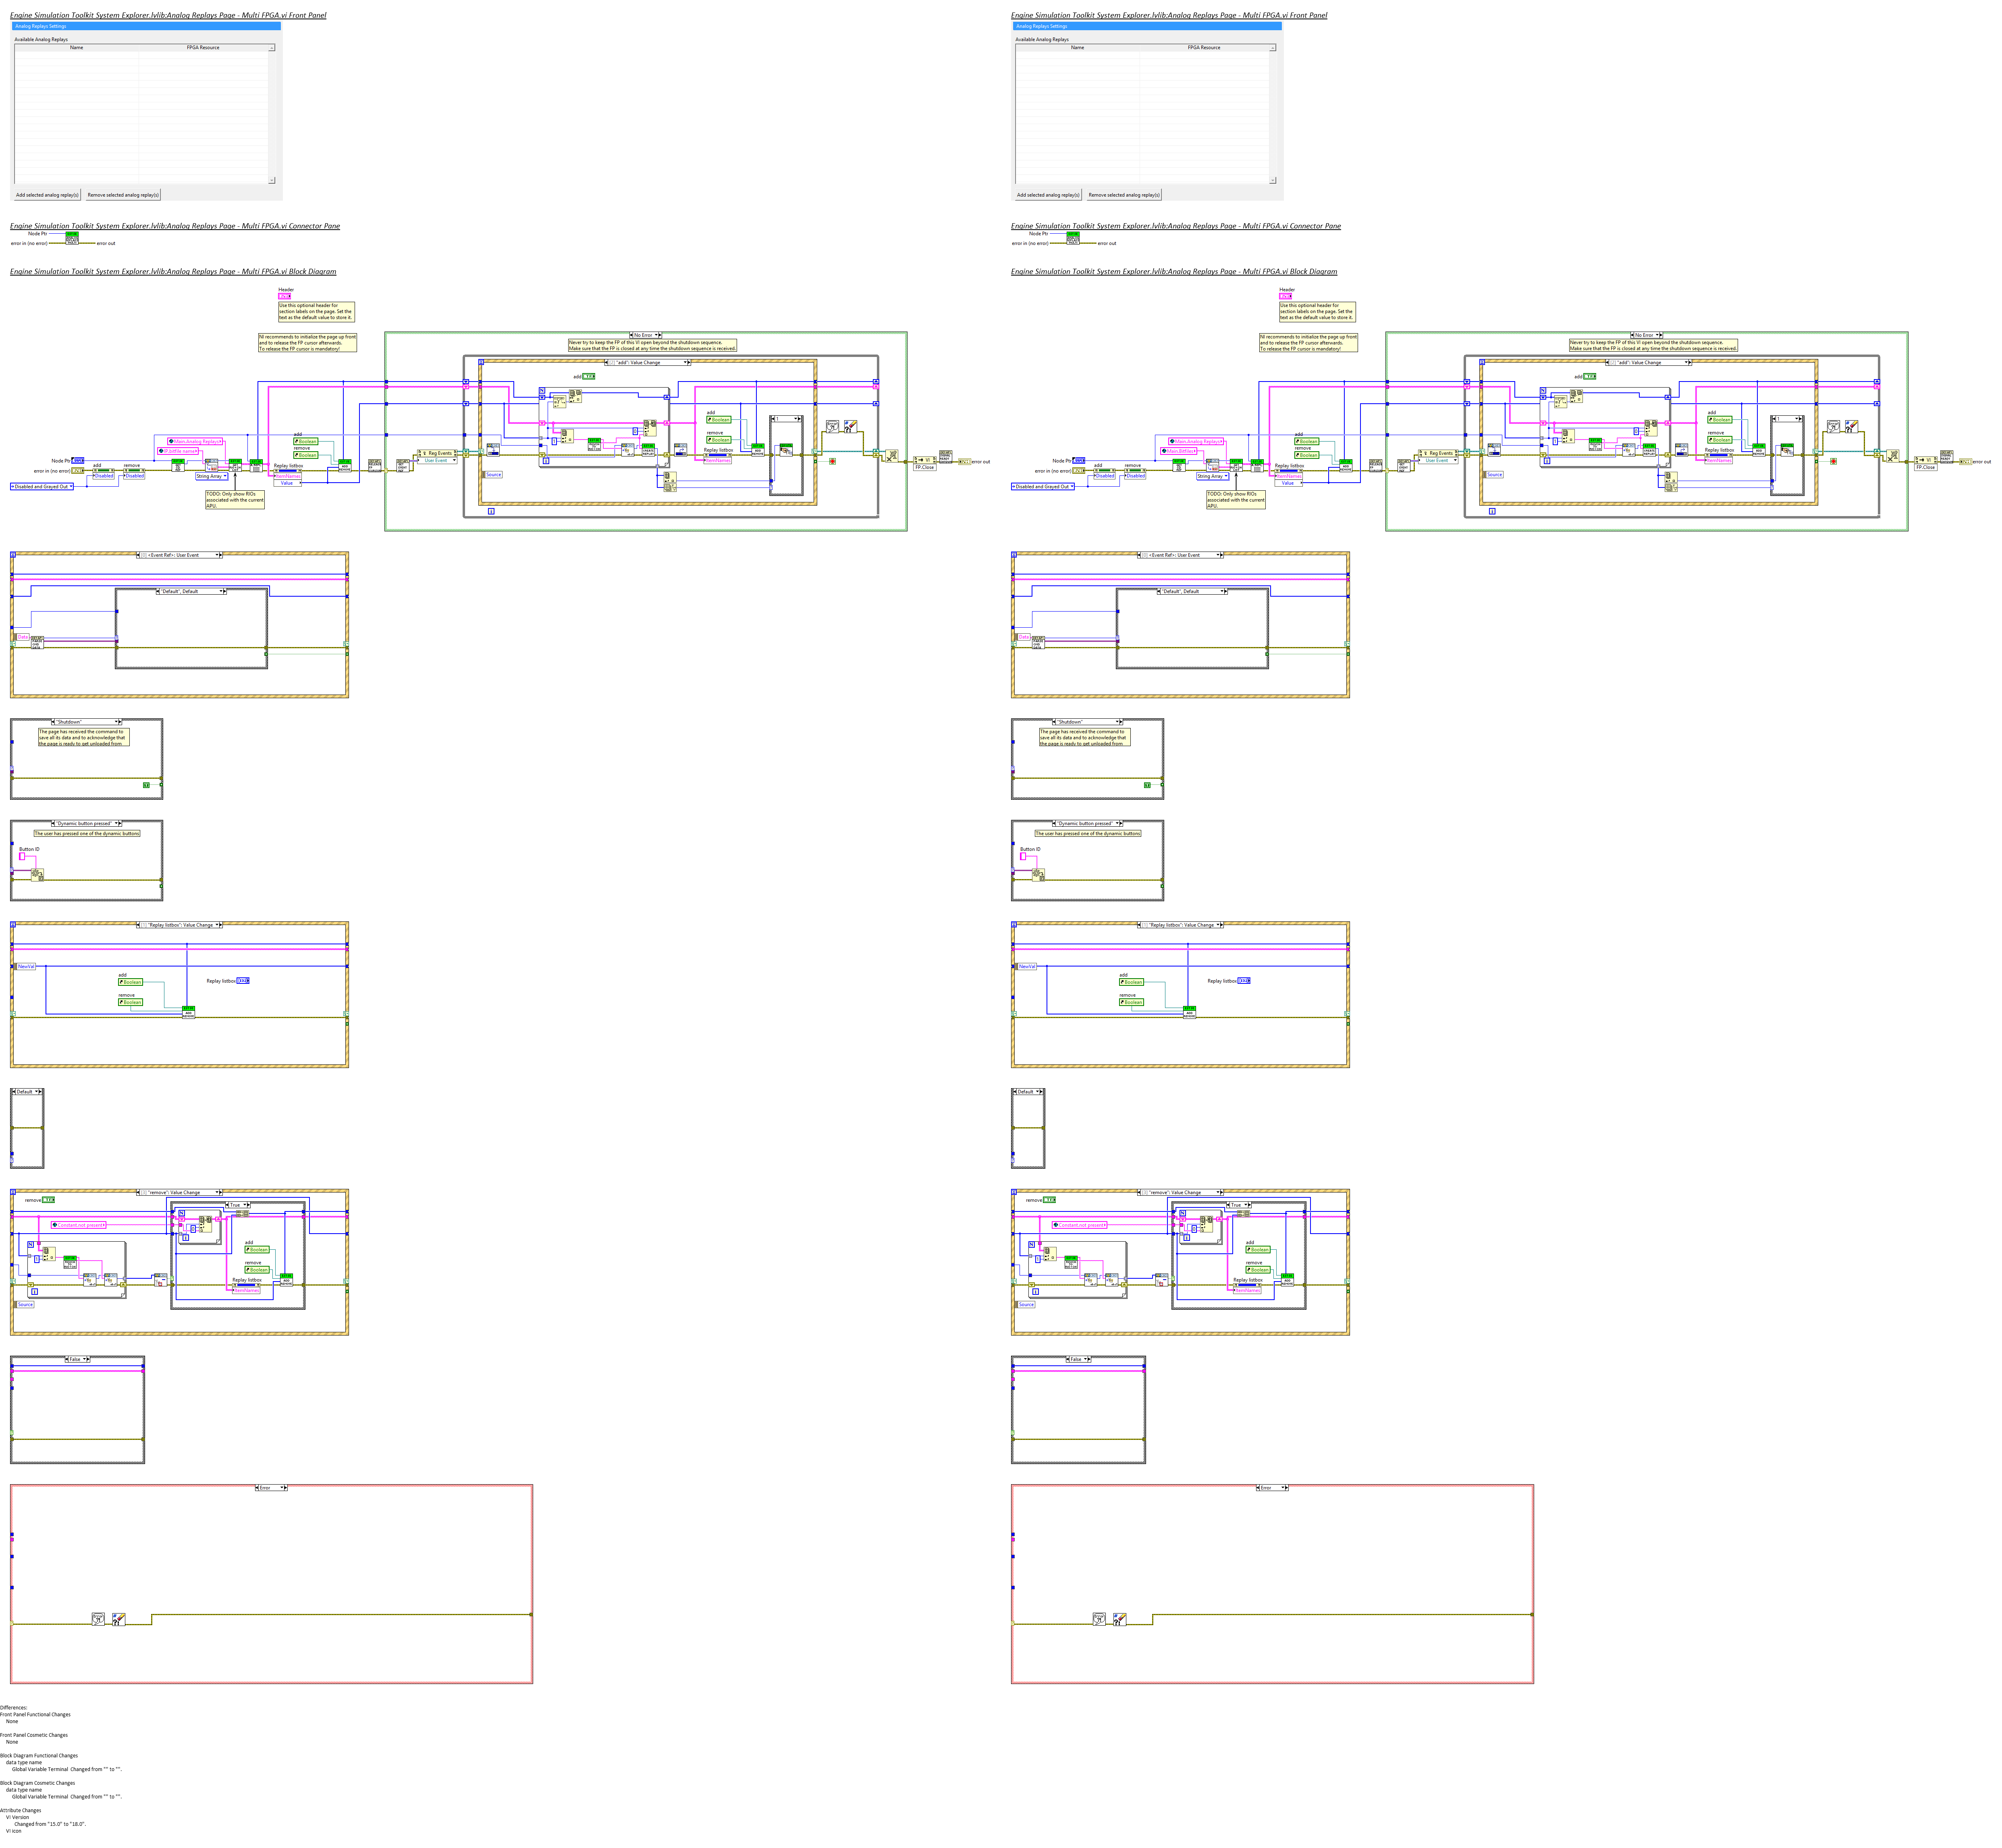 Engine Simulation Toolkit System Explorer.lvlib:Analog Replays Page - Multi FPGA.vi Front Panel
Analog Replays Settings
Available Analog Replays
Name FPGA Resource
Add selected analog replay(s) Remove selected analog replay(s)
Engine Simulation Toolkit System Explorer.lvlib:Analog Replays Page - Multi FPGA.vi Connector Pane
Node Ptr
error in (no error) error out
Engine Simulation Toolkit System Explorer.lvlib:Analog Replays Page - Multi FPGA.vi Block Diagram
Header
Use this optional header for
section labels on the page. Set the
text as the default value to store it.
NI recommends to initialize the page up front
and to release the FP cursor afterwards.
To release the FP cursor is mandatory!
No Error
Never try to keep the FP of this VI open beyond the shutdown sequence.
Make sure that the FP is closed at any time the shutdown sequence is received.
"add": Value Change
add
add
Boolean
remove
Boolean
Replay listbox
ItemNames
Source
Main.Analog Replays
Node Ptr
error in (no error)
add
Disabled
remove
Disabled
Disabled and Grayed Out
String Array
TODO: Only show RIOs
associated with the current
APU.
add
Boolean
remove
Boolean
Replay listbox
ItemNames
Value
Reg Events
User Event
VI
FP.Close
error out
<Event Ref>: User Event
"Default", Default
Data
"Shutdown"
The page has received the command to
save all its data and to acknowledge that
the page is ready to get unloaded from
"Dynamic button pressed"
The user has pressed one of the dynamic buttons
Button ID
"Replay listbox": Value Change
NewVal
add
Boolean
remove
Boolean
Replay listbox
Default
"remove": Value Change
remove
Constant.not present
True
add
Boolean
remove
Boolean
Replay listbox
ItemNames
Source
False
Error
Differences:
Front Panel Functional Changes
None
Front Panel Cosmetic Changes
None
Block Diagram Functional Changes
data type name
Global Variable Terminal Changed from "" to "".
Block Diagram Cosmetic Changes
data type name
Global Variable Terminal Changed from "" to "".
Attribute Changes
VI Version
Changed from "15.0" to "18.0".
VI icon
Engine Simulation Toolkit System Explorer.lvlib:Analog Replays Page - Multi FPGA.vi Front Panel
Analog Replays Settings
Available Analog Replays
Name FPGA Resource
Add selected analog replay(s) Remove selected analog replay(s)
Engine Simulation Toolkit System Explorer.lvlib:Analog Replays Page - Multi FPGA.vi Connector Pane
Node Ptr
error in (no error) error out
Engine Simulation Toolkit System Explorer.lvlib:Analog Replays Page - Multi FPGA.vi Block Diagram
Header
Use this optional header for
section labels on the page. Set the
text as the default value to store it.
NI recommends to initialize the page up front
and to release the FP cursor afterwards.
To release the FP cursor is mandatory!
No Error
Never try to keep the FP of this VI open beyond the shutdown sequence.
Make sure that the FP is closed at any time the shutdown sequence is received.
"add": Value Change
add
add
Boolean
remove
Boolean
Replay listbox
ItemNames
Source
Main.Analog Replays
Node Ptr
error in (no error)
add
Disabled
remove
Disabled
Disabled and Grayed Out
String Array
TODO: Only show RIOs
associated with the current
APU.
add
Boolean
remove
Boolean
Replay listbox
ItemNames
Value
Reg Events
User Event
VI
FP.Close
error out
<Event Ref>: User Event
"Default", Default
Data
"Shutdown"
The page has received the command to
save all its data and to acknowledge that
the page is ready to get unloaded from
"Dynamic button pressed"
The user has pressed one of the dynamic buttons
Button ID
"Replay listbox": Value Change
NewVal
add
Boolean
remove
Boolean
Replay listbox
Default
"remove": Value Change
remove
Constant.not present
True
add
Boolean
remove
Boolean
Replay listbox
ItemNames
Source
False
Error